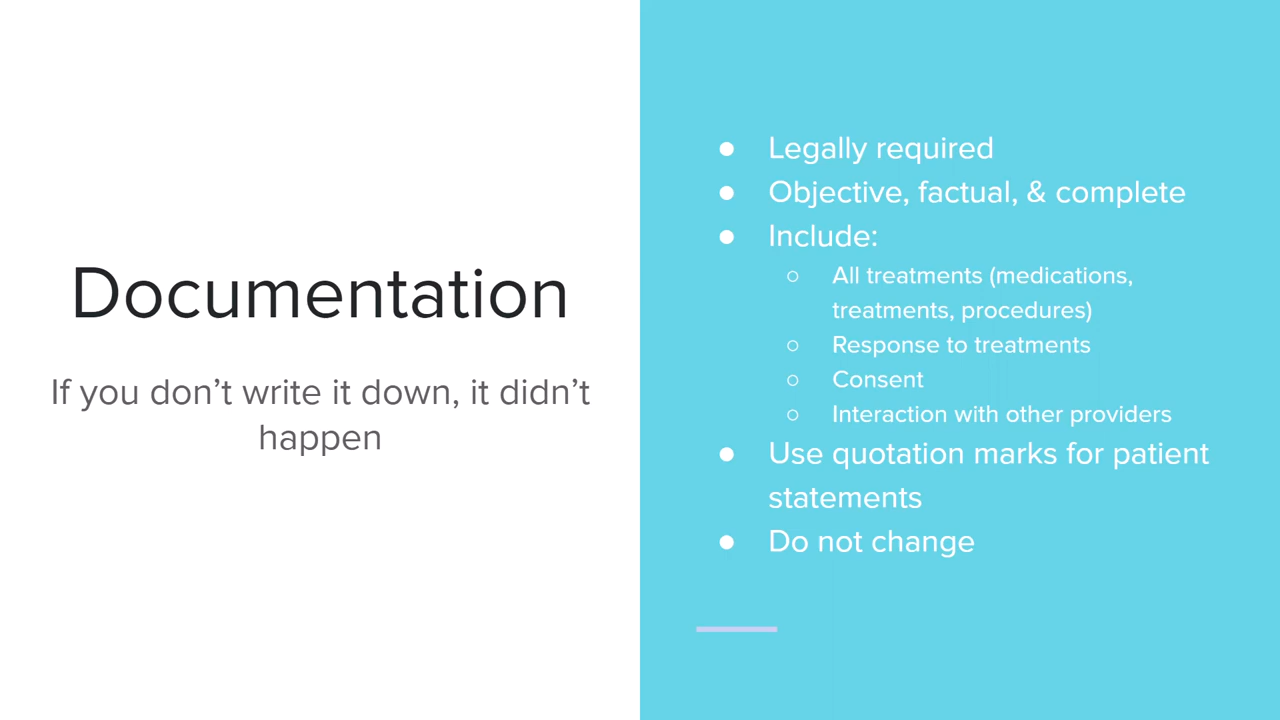 Documentation
If you don’t write it down, it didn’t
happen
● Legally required
● Objective, factual, & complete
● Include:
○ All treatments (medications,
treatments, procedures)
○ Response to treatments
○ Consent
○ Interaction with other providers
● Use quotation marks for patient
statements
● Do not change